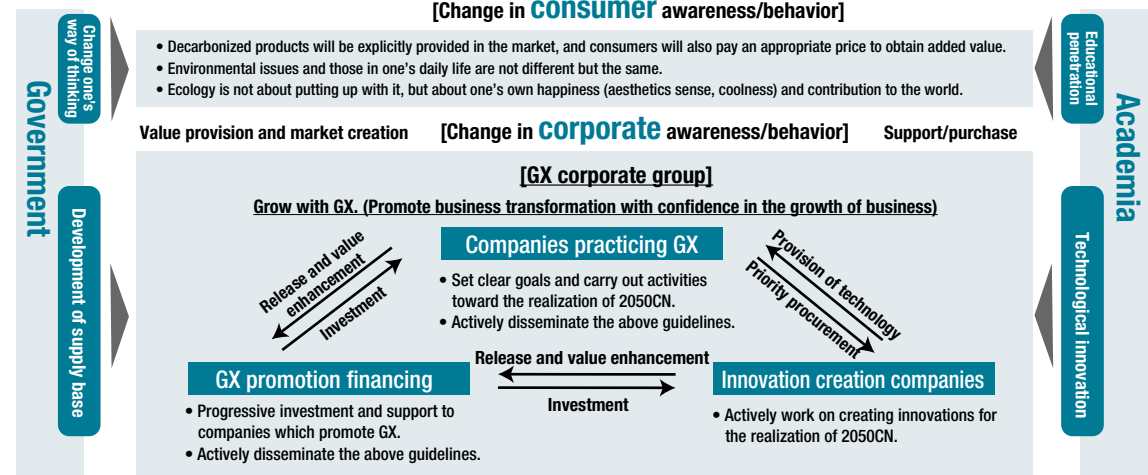 [Change in consumer awareness/behavior]
Government
Change one's
way of thinking
• Decarbonized products will be explicitly provided in the market, and consumers will also pay an appropriate price to obtain added value.
• Environmental issues and those in one's daily life are not different but the same.
• Ecology is not about putting up with it, but about one's own happiness (aesthetics sense, coolness) and contribution to the world.
Educational
penetration
Academia
Value provision and market creation
[Change in corporate awareness/behavior]
Support/purchase
Development of supply base
[GX corporate group]
Grow with GX. (Promote business transformation with confidence in the growth of business)
Companies practicing GX
• Set clear goals and carry out activities
toward the realization of 2050CN.
• Actively disseminate the above guidelines.
Release and value
enhancement
Investment
Provision of technology
Priority procurement
Release and value enhancement
Investment
GX promotion financing
• Progressive investment and support to
companies which promote GX.
• Actively disseminate the above guidelines.
Innovation creation companies
• Actively work on creating innovations for
the realization of 2050CN.
Technological innovation